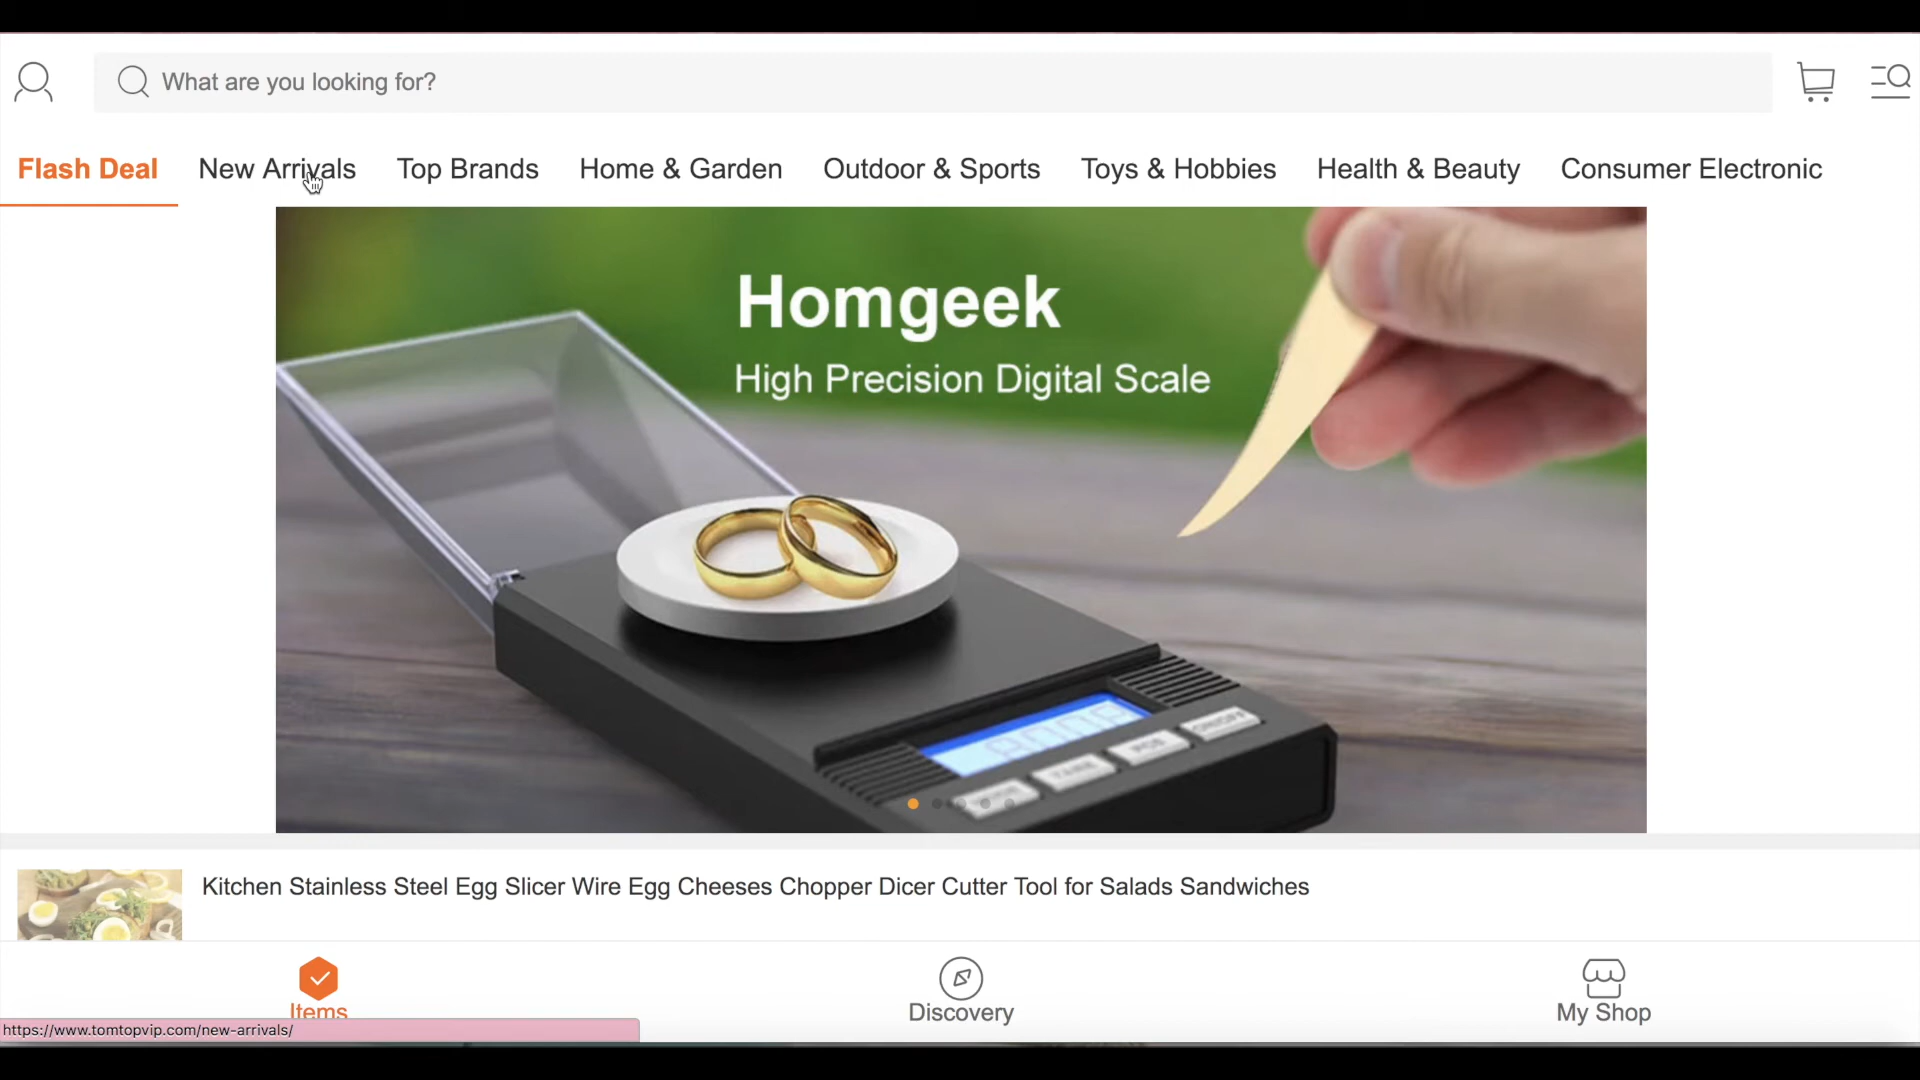 What are you looking for?
Flash Deal New Arrivals Top Brands Home & Garden Outdoor & Sports Toys & Hobbies Health & Beauty Consumer Electronic
Homgeek
High Precision Digital Scale
Kitchen Stainless Steel Egg Slicer Wire Egg Cheeses Chopper Dicer Cutter Tool for Salads Sandwiches
Items Discovery My Shop
https://www.tomtopvip.com/new-arrivals/